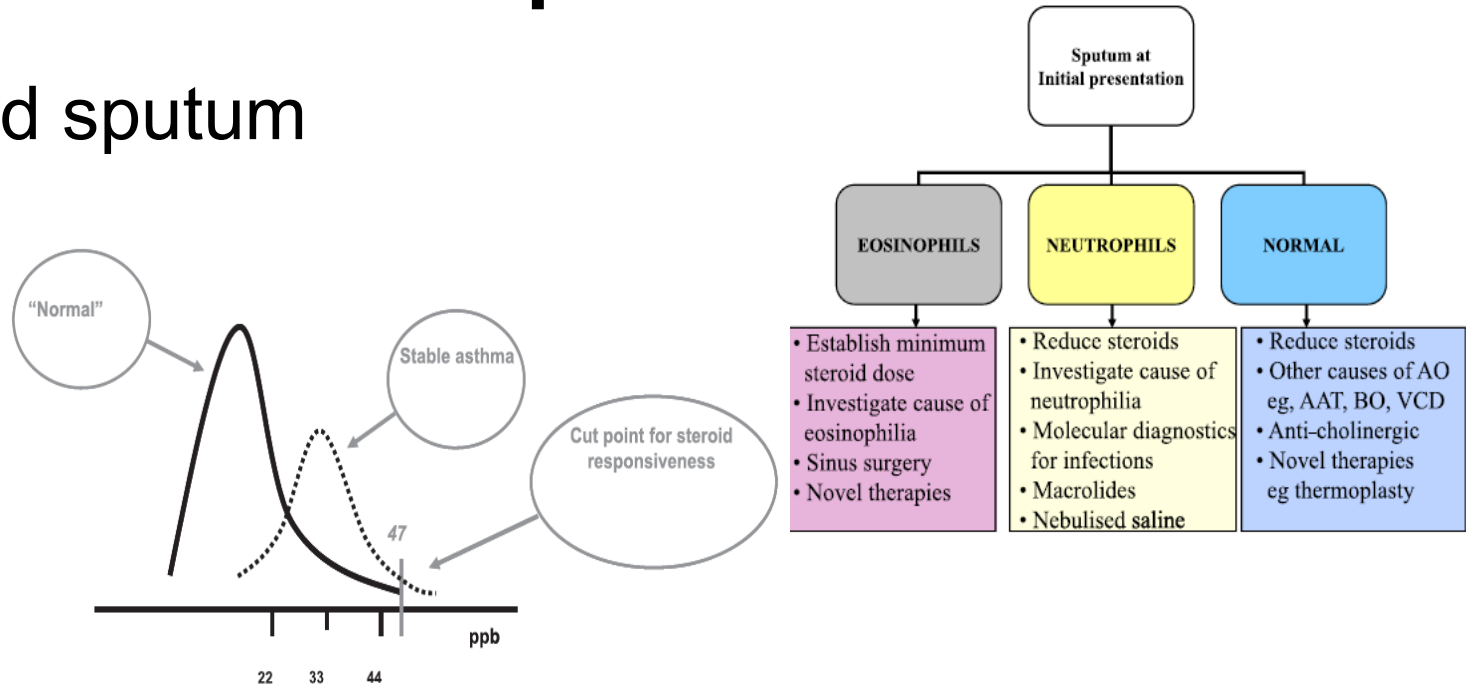 d sputum
“Normal”
Stable asthma
Cut point for steroid
responsiveness
47
22 33 44
ppb
Sputum at
Initial presentation
EOSINOPHILS
NEUTROPHILS
NORMAL
• Establish minimum
steroid dose
• Investigate cause of
eosinophilia
• Sinus surgery
• Novel therapies
• Reduce steroids
• Investigate cause of
neutrophilia
• Molecular diagnostics
for infections
• Macrolides
• Nebulised saline
• Reduce steroids
• Other causes of AO
eg, AAT, BO, VCD
• Anti-cholinergic
• Novel therapies
eg thermoplasty